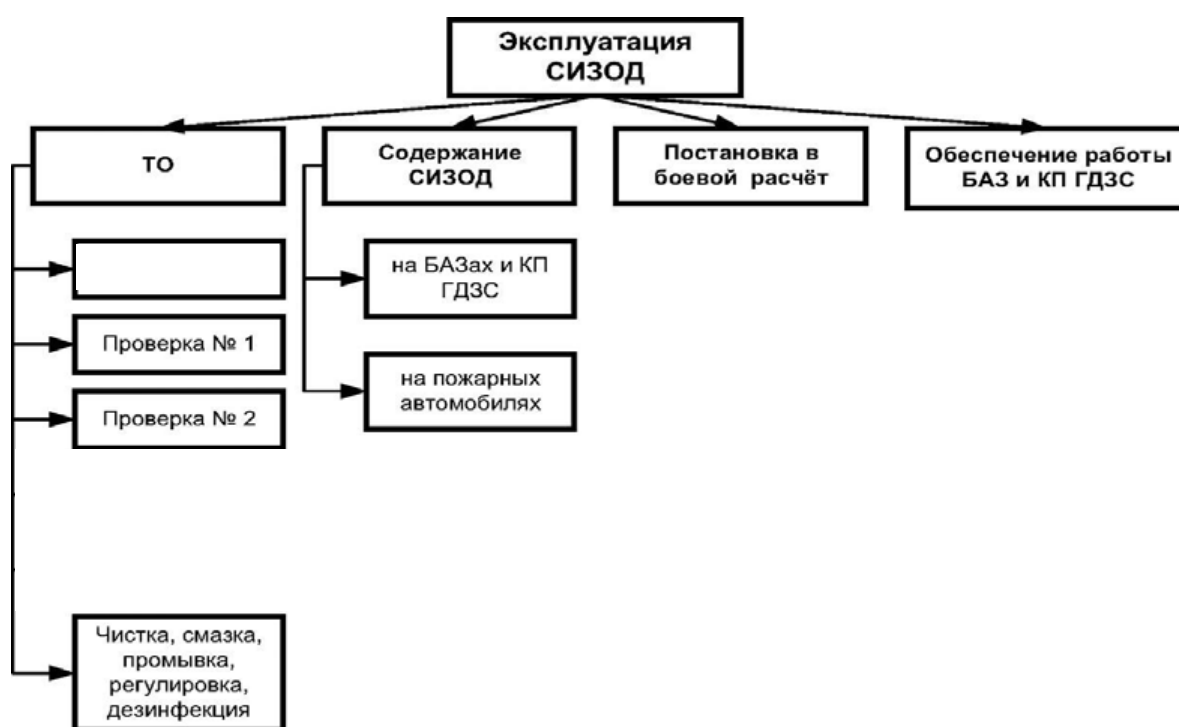 Эксплуатация
СИЗОД
ТО
Содержание
СИЗОД
Постановка в
боевой расчёт
Обеспечение работы
БАЗ и КП ГДЗС
на БАЗах и КП
ГДЗС
Проверка № 1
на пожарных
автомобилях
Проверка № 2
Чистка, смазка,
промывка,
регулировка,
дезинфекция